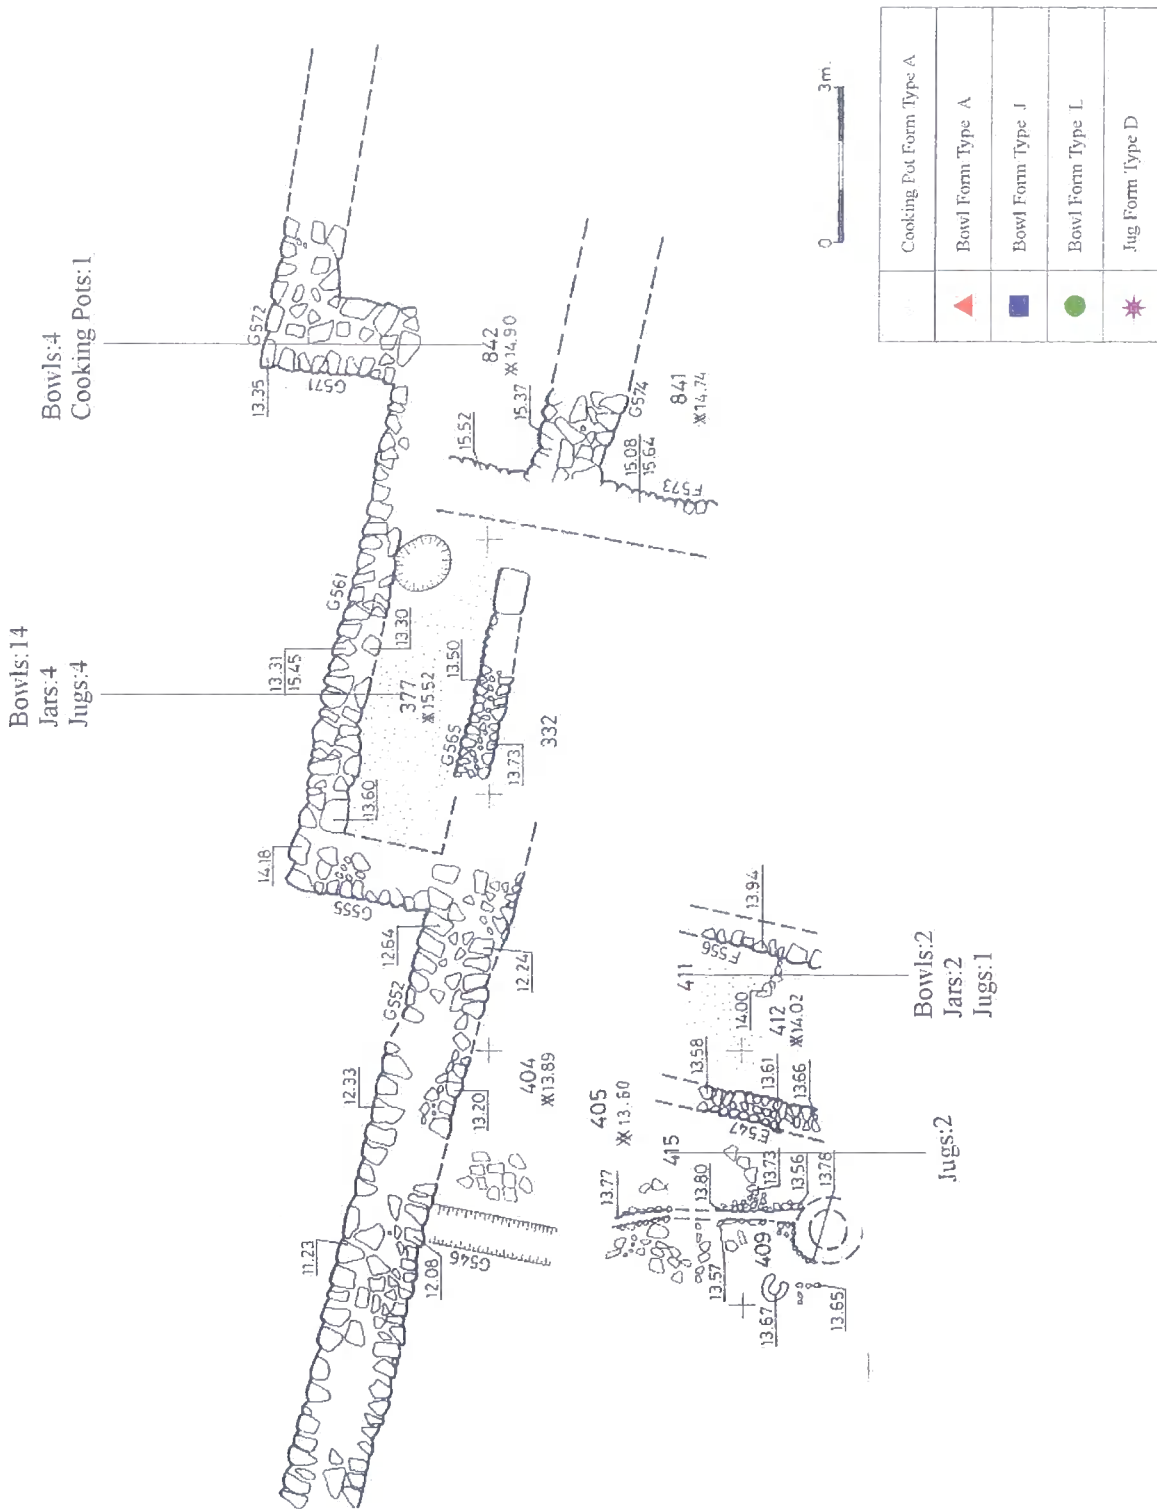 Bowls:4
Cooking Pots:1
Bowls:14
Jars:4
Jugs:4
G572
13.35
G571
842
14.90
15.52
15.37
G574
841
14.74
15.08
15.64
F573
G561
13.31
15.45
13.30
377
15.52
13.50
G565
13.73
332
13.60
14.18
G555
12.64
G552
12.24
12.33
404
13.89
13.20
11.23
G546
12.08
405
13.60
411
F556
13.94
14.00
412
14.02
13.58
13.61
13.66
E547
415
13.77
13.80
13.73
13.56
13.78
13.57
409
13.67
13.65
Bowls:2
Jars:2
Jugs:1
Jugs:2
0
3m.
Cooking Pot Form Type A
Bowl Form Type A
Bowl Form Type J
Bowl Form Type L
Jug Form Type D